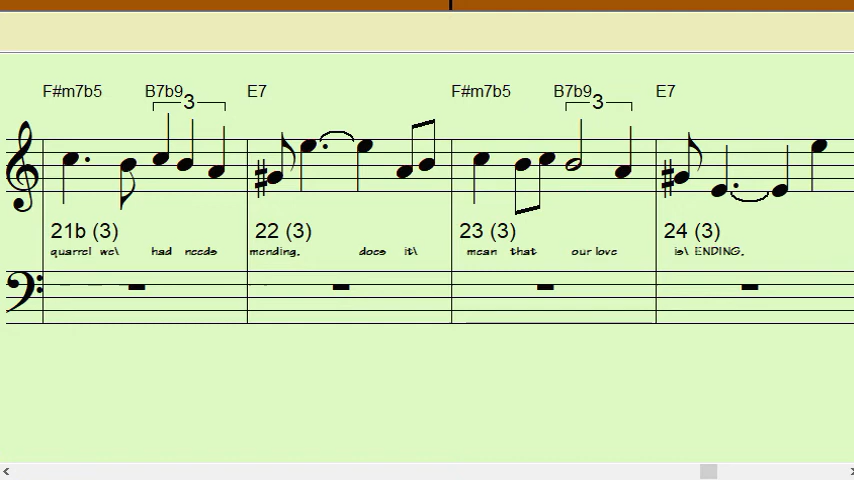 F#m7b5 B7b9 E7 F#m7b5 B7b9 E7
3 3
21b (3) 22 (3) 23 (3) 24 (3)
quarrel we\ had needs mending. does it\ mean that our love is\ ENDING.